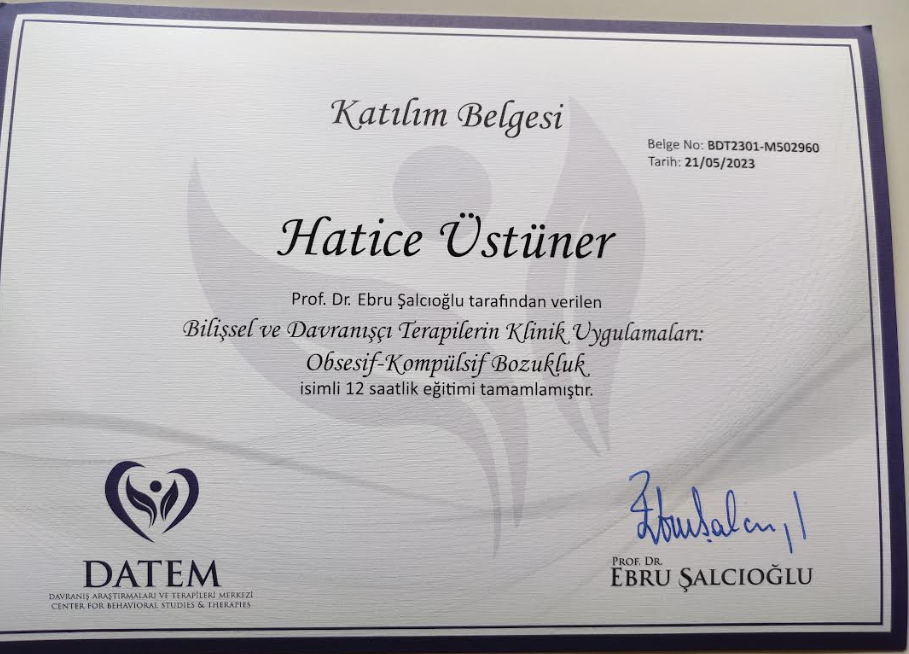 Katılım Belgesi
Belge No: BDT2301-M502960
Tarih: 21/05/2023
Hatice Üstüner
Prof. Dr. Ebru Şalcıoğlu tarafından verilen
Bilişsel ve Davranışçı Terapilerin Klinik Uygulamaları:
Obsesif-Kompülsif Bozukluk
isimli 12 saatlik eğitimi tamamlamıştır.
DATEM
DAVRANIŞ ARAŞTIRMALARI VE TERAPİLERİ MERKEZİ
CENTER FOR BEHAVIORAL STUDIES & THERAPIES
PROF. DR.
EBRU ŞALCIOĞLU